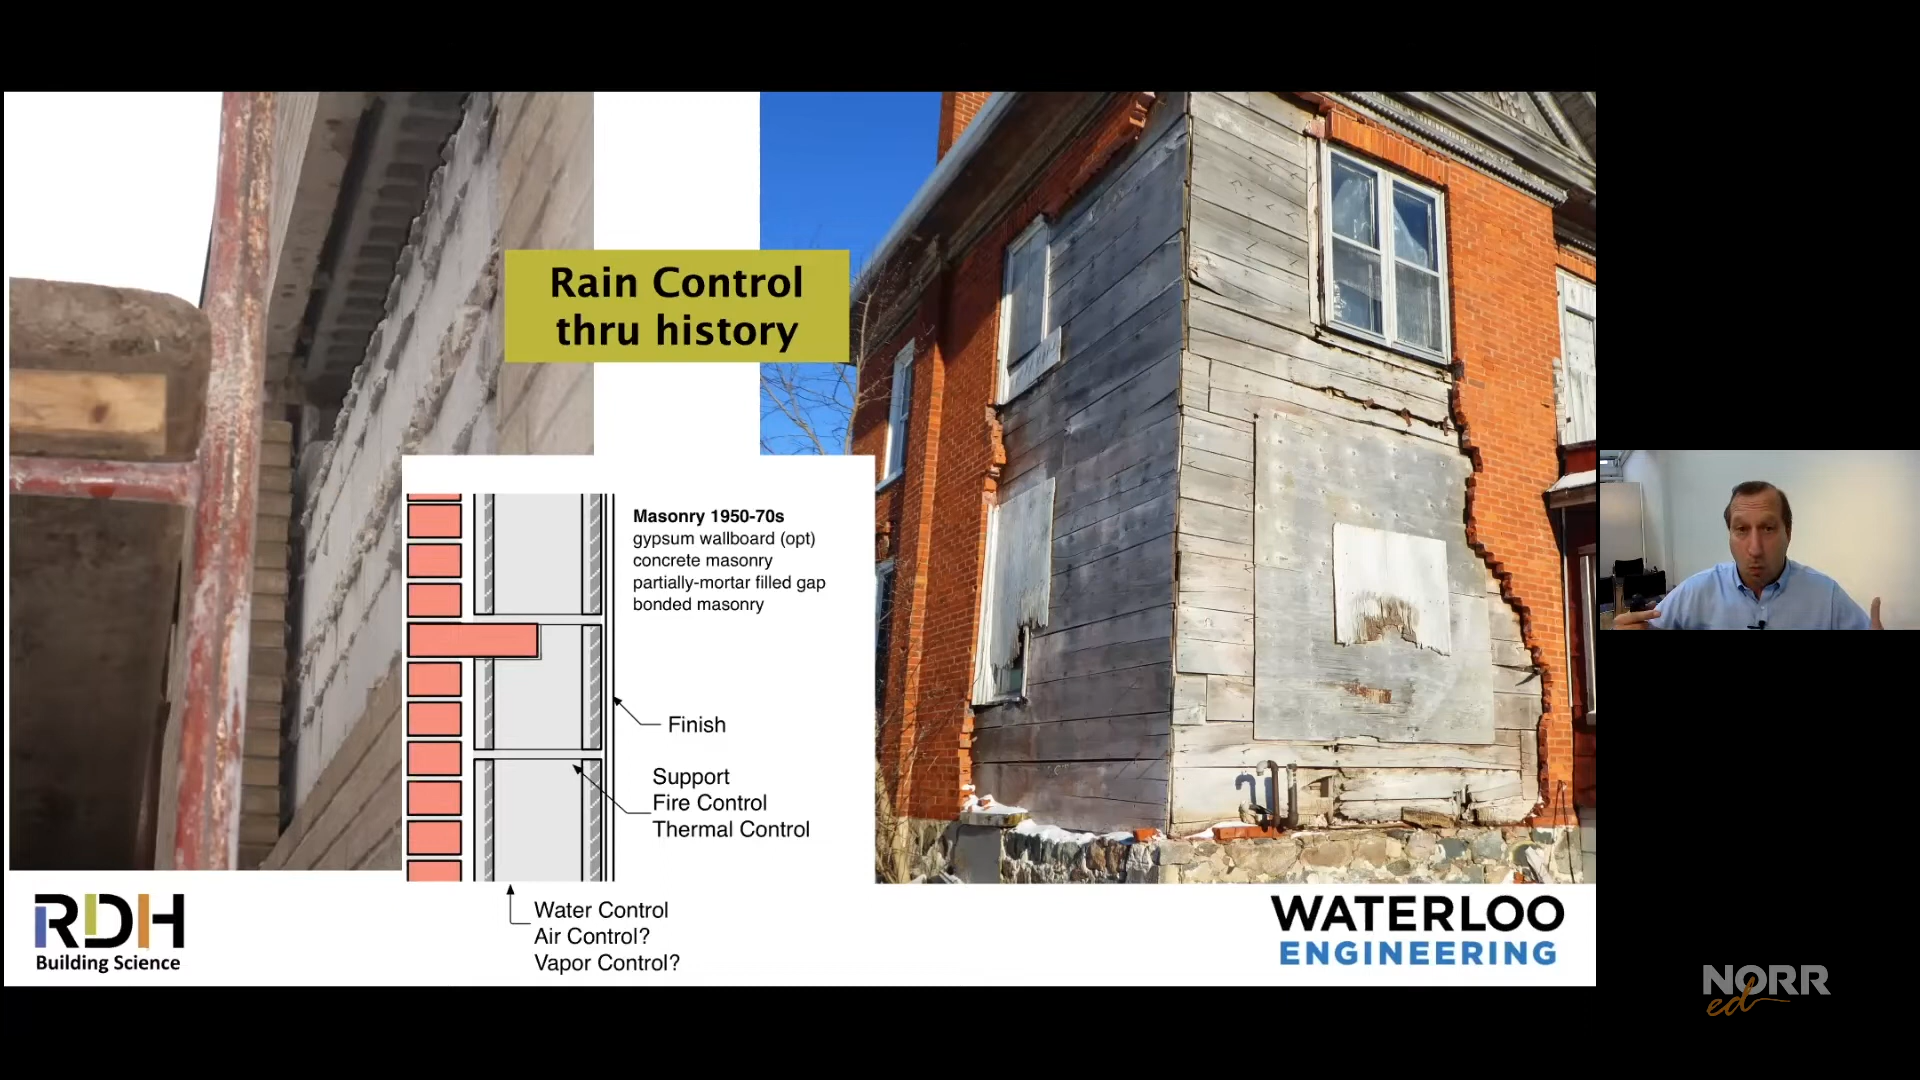 Rain Control
thru history
Masonry 1950-70s
gypsum wallboard (opt)
concrete masonry
partially-mortar filled gap
bonded masonry
Finish
Support
Fire Control
Thermal Control
Water Control
Air Control?
Vapor Control?
RDH
Building Science
WATERLOO
ENGINEERING
NORR
ed